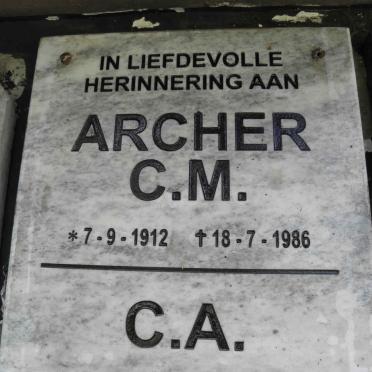 IN LIEFDEVOLLE
HERINNERING AAN
ARCHER
C.M.
* 7 - 9 - 1912 ✝ 18 - 7 - 1986
C.A.